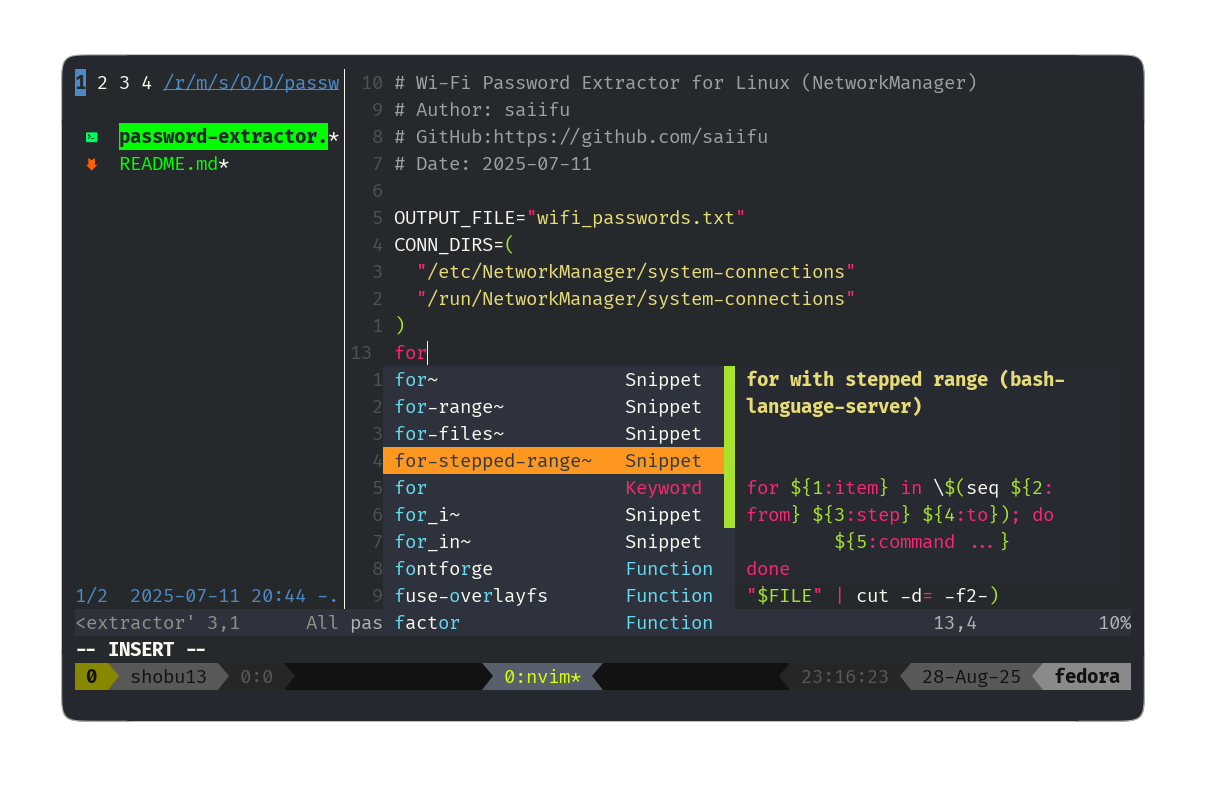 1 2 3 4 /r/m/s/O/D/passw
password-extractor.*
README.md*
1/2 2025-07-11 20:44 -.
10 # Wi-Fi Password Extractor for Linux (NetworkManager)
9 # Author: saiifu
8 # GitHub:https://github.com/saiifu
7 # Date: 2025-07-11
6
5 OUTPUT_FILE="wifi_passwords.txt"
4 CONN_DIRS=(
3 "/etc/NetworkManager/system-connections"
2 "/run/NetworkManager/system-connections"
1 )
13 for
1 for~ Snippet
2 for-range~ Snippet
3 for-files~ Snippet
4 for-stepped-range~ Snippet
5 for Keyword
6 for_i~ Snippet
7 for_in~ Snippet
8 fontforge Function
9 fuse-overlayfs Function
factor Function
for with stepped range (bash-
language-server)
for ${1:item} in \$(seq ${2:
from} ${3:step} ${4:to}); do
${5:command ...}
done
"$FILE" | cut -d= -f2-)
<extractor' 3,1 All pas 13,4 10%
-- INSERT --
0 shobu13 0:0 0:nvim* 23:16:23 28-Aug-25 fedora